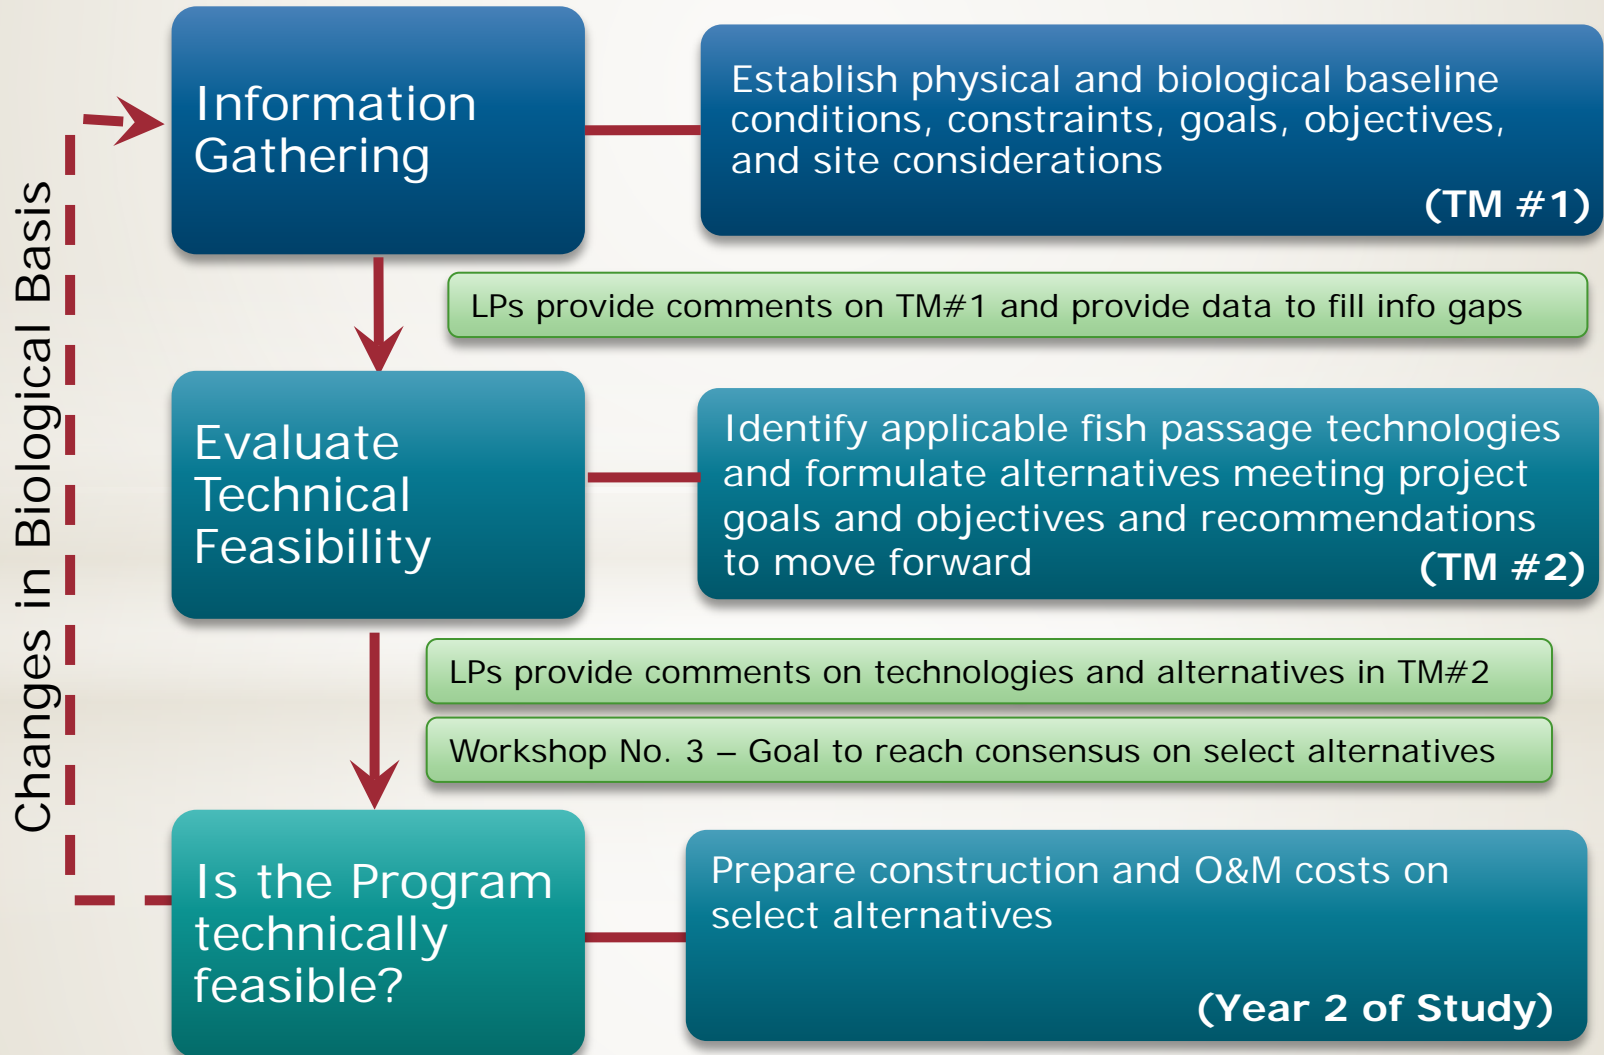 Changes in Biological Basis
Information
Gathering
Establish physical and biological baseline
conditions, constraints, goals, objectives,
and site considerations
(TM #1)
LPs provide comments on TM#1 and provide data to fill info gaps
Evaluate
Technical
Feasibility
Identify applicable fish passage technologies
and formulate alternatives meeting project
goals and objectives and recommendations
to move forward
(TM #2)
LPs provide comments on technologies and alternatives in TM#2
Workshop No. 3 – Goal to reach consensus on select alternatives
Is the Program
technically
feasible?
Prepare construction and O&M costs on
select alternatives
(Year 2 of Study)